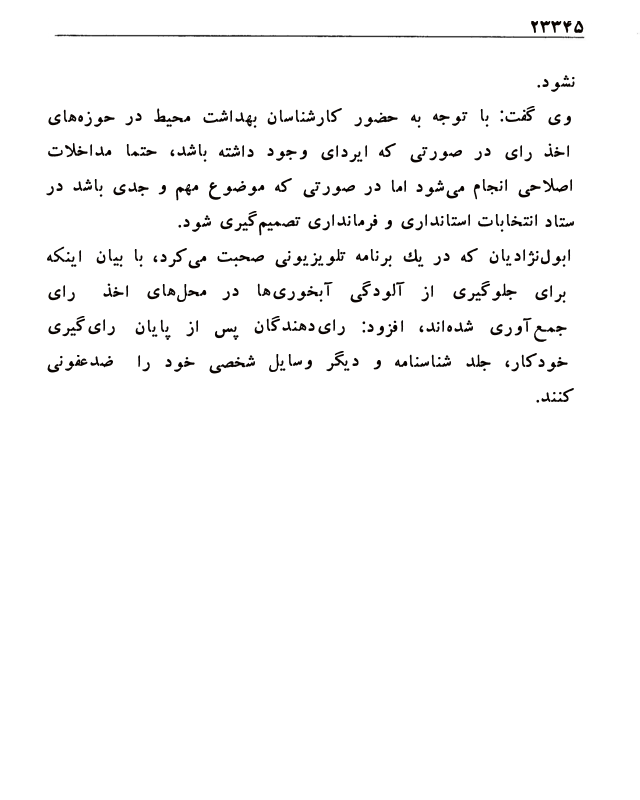 ۲۳۳۴۵
نشود.
وی گفت: با توجه به حضور کارشناسان بهداشت محیط در حوزه‌های
اخذ رای در صورتی که ایردای وجود داشته باشد، حتما مداخلات
اصلاحی انجام می‌شود اما در صورتی که موضوع مهم و جدی باشد در
ستاد انتخابات استانداری و فرمانداری تصمیم‌گیری شود.
ابول‌نژادیان که در یك برنامه تلویزیونی صحبت می‌کرد، با بیان اینکه
برای جلوگیری از آلودگی آبخوری‌ها در محل‌های اخذ رای
جمع‌آوری شده‌اند، افزود: رای‌دهندگان پس از پایان رای‌گیری
خودکار، جلد شناسنامه و دیگر وسایل شخصی خود را ضدعفونی
کنند.